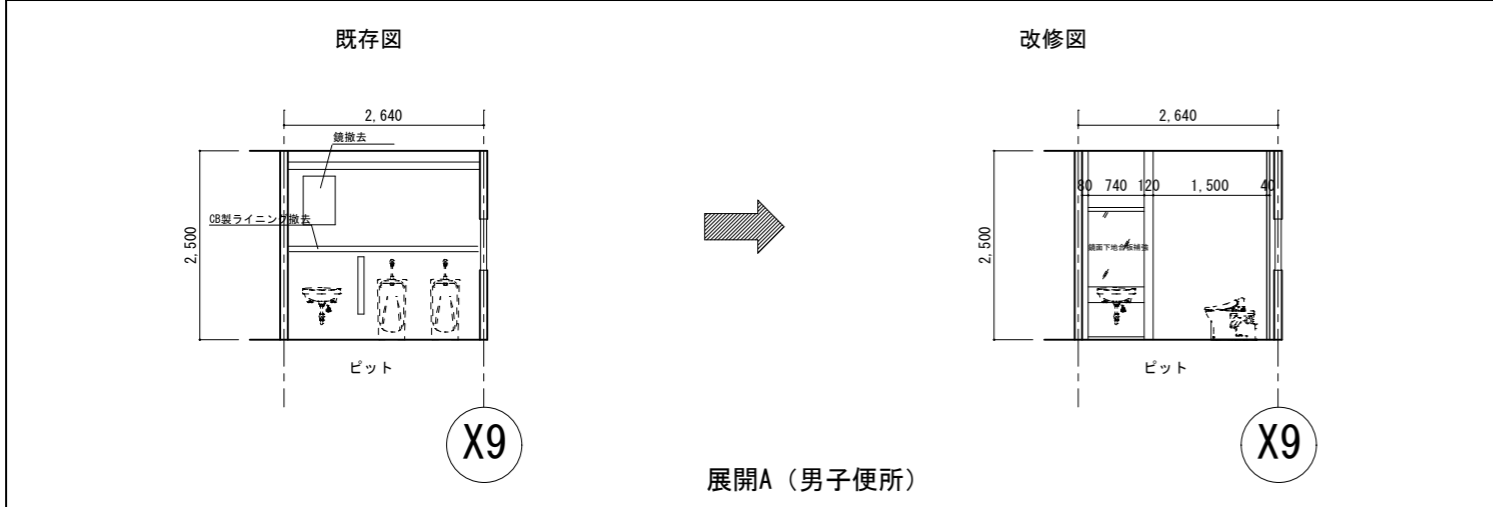 既存図
改修図
2,640
鏡撤去
CB製ライニング撤去
2,500
ピット
X9
2,640
80 740 120 1,500 40
鏡面下地合板補強
2,500
ピット
X9
展開A（男子便所）